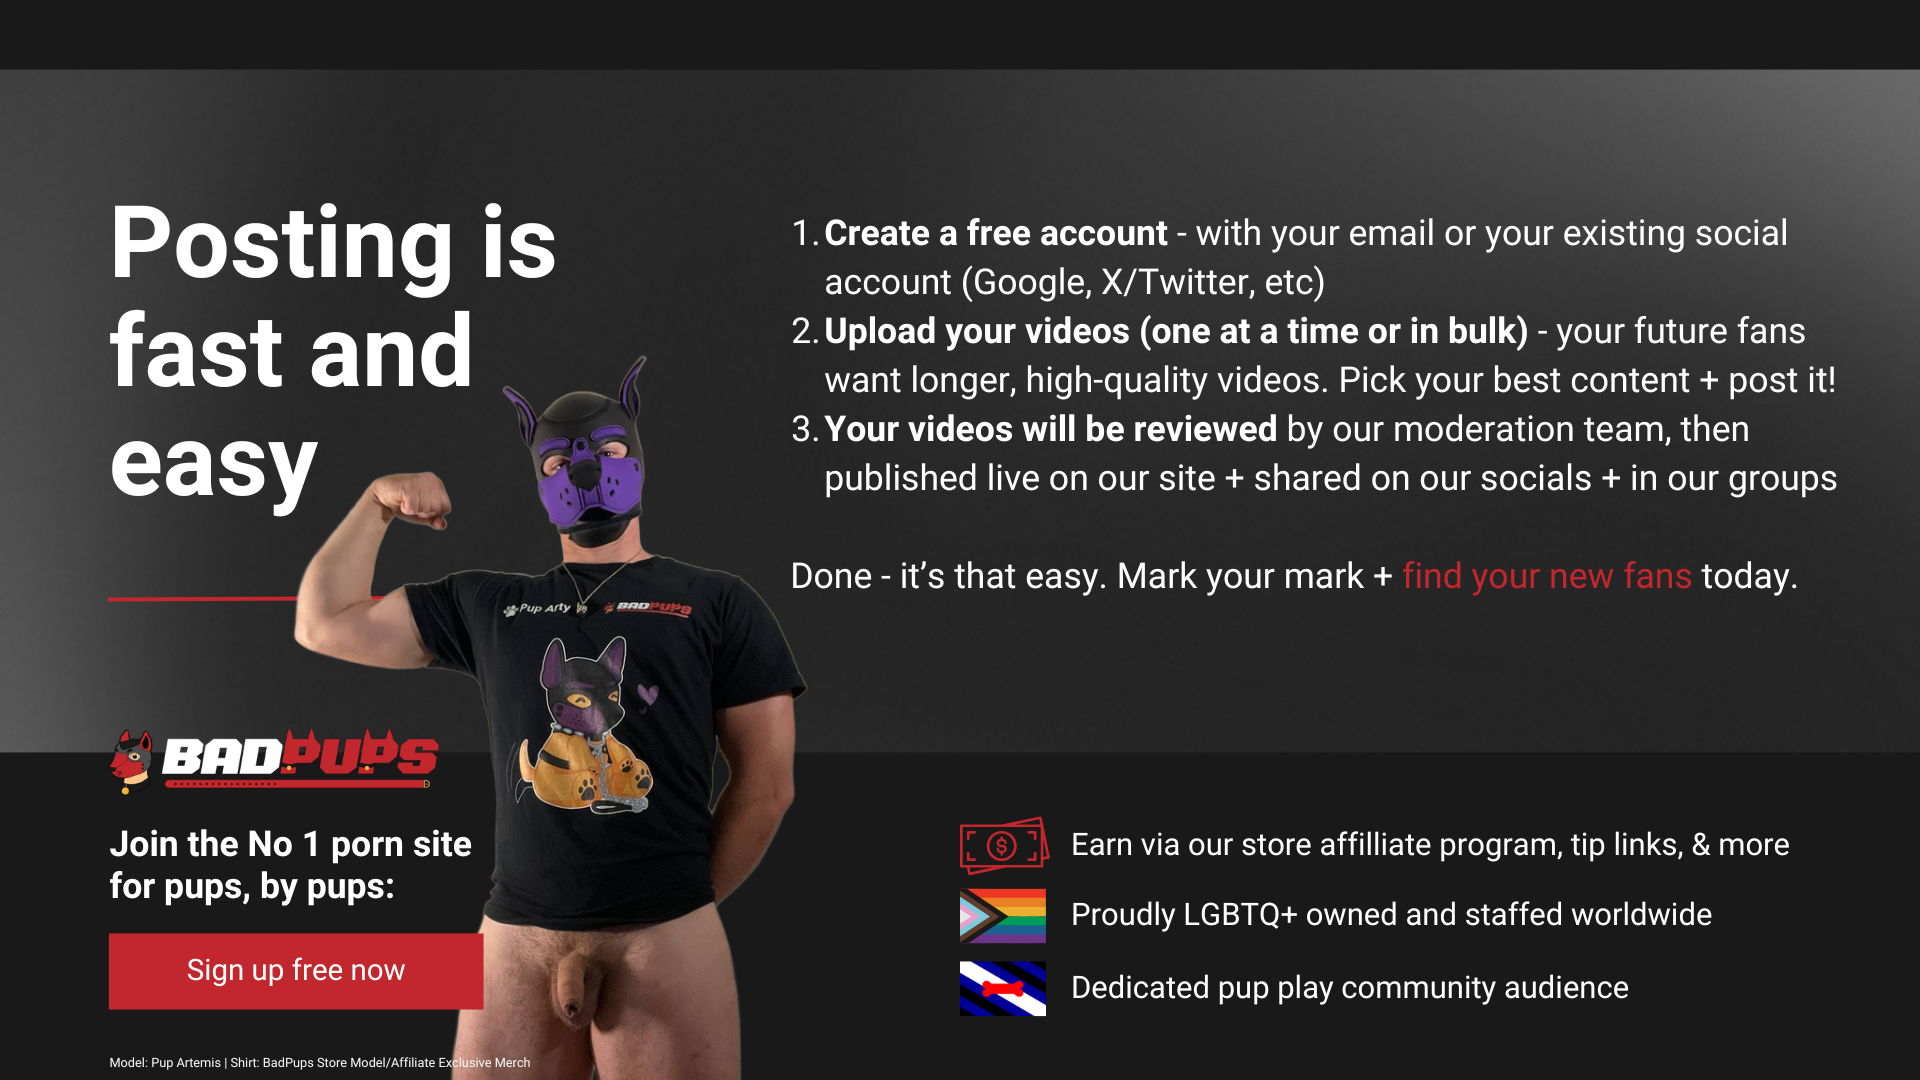 Posting is
fast and
easy
1. Create a free account - with your email or your existing social
account (Google, X/Twitter, etc)
2. Upload your videos (one at a time or in bulk) - your future fans
want longer, high-quality videos. Pick your best content + post it!
3. Your videos will be reviewed by our moderation team, then
published live on our site + shared on our socials + in our groups
Done - it's that easy. Mark your mark + find your new fans today.
Pup Arty BADPUPS
BADPUPS
Join the No 1 porn site
for pups, by pups:
Sign up free now
Earn via our store affilliate program, tip links, & more
Proudly LGBTQ+ owned and staffed worldwide
Dedicated pup play community audience
Model: Pup Artemis | Shirt: BadPups Store Model/Affiliate Exclusive Merch